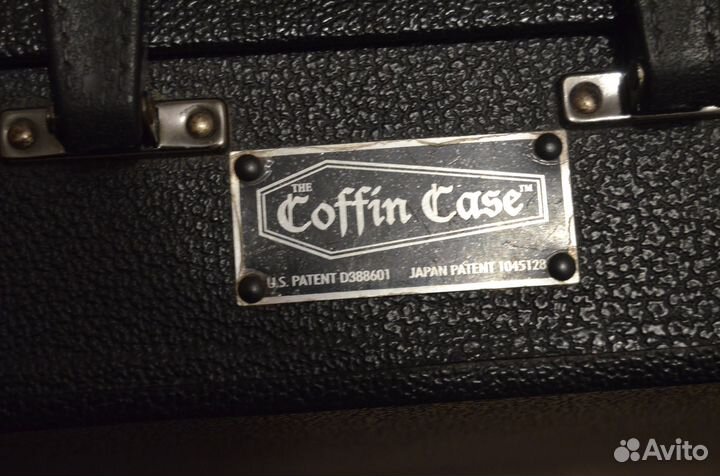 THE
Coffin Case™
U.S. PATENT D388601 JAPAN PATENT 1045128
Avito